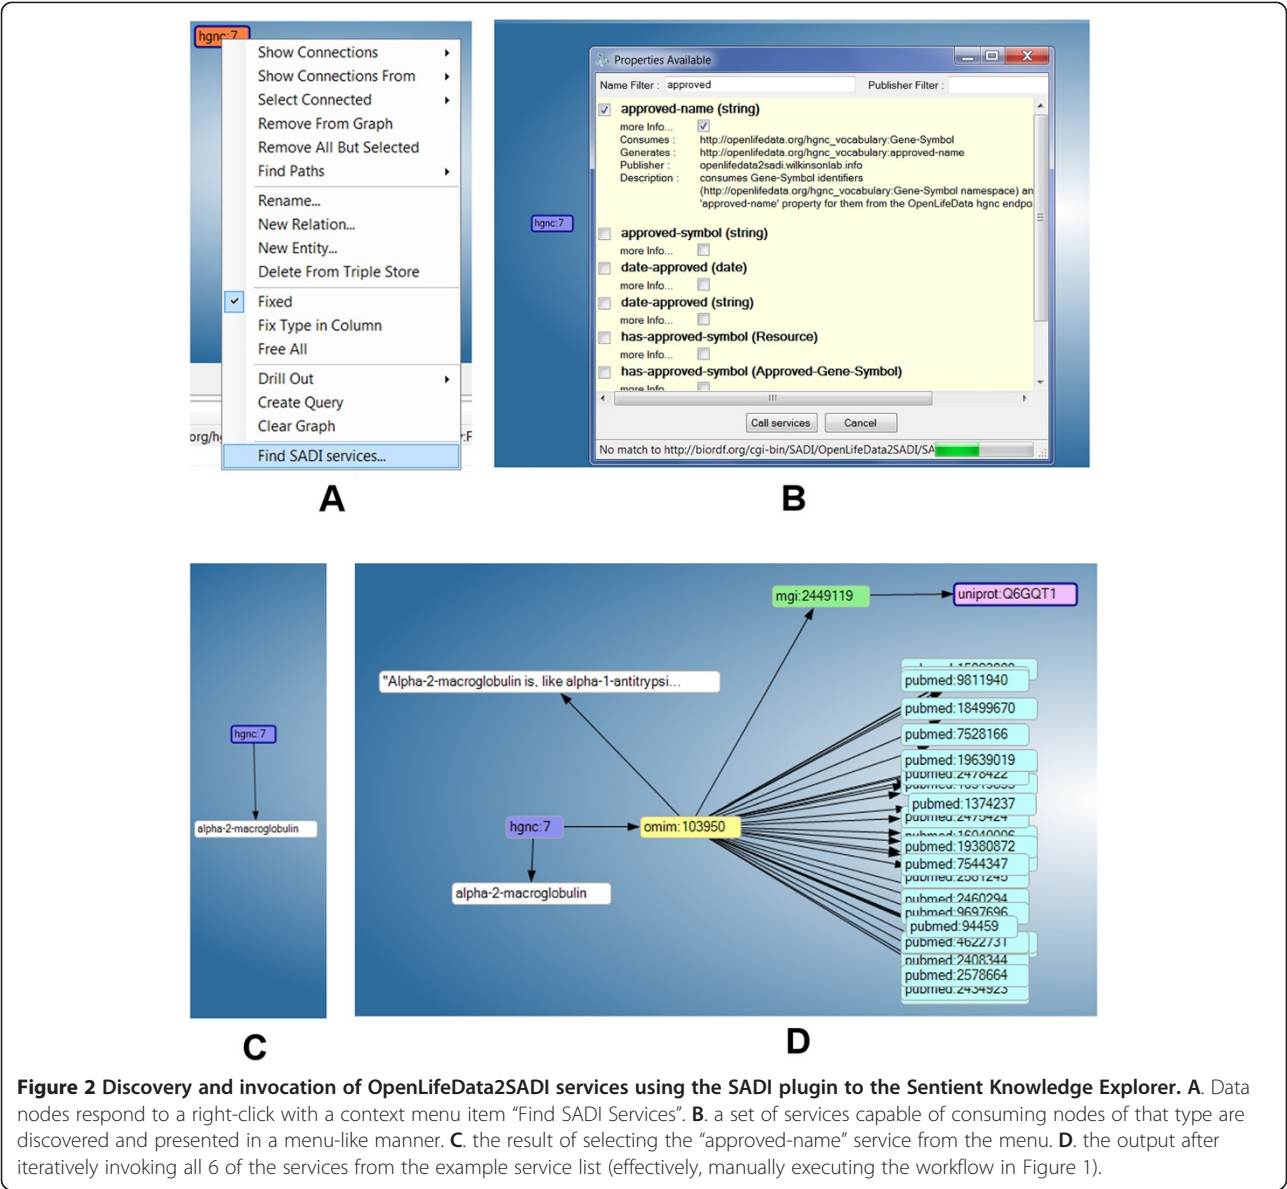 hgnc:7
Show Connections
Show Connections From
Select Connected
Remove From Graph
Remove All But Selected
Find Paths
Rename...
New Relation...
New Entity...
Delete From Triple Store
Fixed
Fix Type in Column
Free All
Drill Out
Create Query
Clear Graph
Find SADI services...
A
Properties Available
Name Filter : approved Publisher Filter :
approved-name (string)
more Info...
Consumes : http://openlifedata.org/hgnc_vocabulary:Gene-Symbol
Generates : http://openlifedata.org/hgnc_vocabulary:approved-name
Publisher : openlifedata2sadi.wilkinsonlab.info
Description : consumes Gene-Symbol identifiers
(http://openlifedata.org/hgnc_vocabulary:Gene-Symbol namespace) an
'approved-name' property for them from the OpenLifeData hgnc endpo
hgnc:7
approved-symbol (string)
more Info...
date-approved (date)
more Info...
date-approved (string)
more Info...
has-approved-symbol (Resource)
more Info...
has-approved-symbol (Approved-Gene-Symbol)
more Info...
Call services Cancel
No match to http://biordf.org/cgi-bin/SADI/OpenLifeData2SADI/SA
B
hgnc:7
alpha-2-macroglobulin
C
mgi:2449119
uniprot:Q6GQT1
"Alpha-2-macroglobulin is, like alpha-1-antitrypsi...
hgnc:7
omim:103950
alpha-2-macroglobulin
pubmed:9811940
pubmed:18499670
pubmed:7528166
pubmed:19639019
pubmed:2478422
pubmed:1374237
pubmed:2475424
pubmed:19380872
pubmed:7544347
pubmed:2581245
pubmed:2460294
pubmed:9697696
pubmed:94459
pubmed:4622731
pubmed:2408344
pubmed:2578664
pubmed:2434923
D
Figure 2 Discovery and invocation of OpenLifeData2SADI services using the SADI plugin to the Sentient Knowledge Explorer. A. Data
nodes respond to a right-click with a context menu item “Find SADI Services”. B. a set of services capable of consuming nodes of that type are
discovered and presented in a menu-like manner. C. the result of selecting the “approved-name” service from the menu. D. the output after
iteratively invoking all 6 of the services from the example service list (effectively, manually executing the workflow in Figure 1).